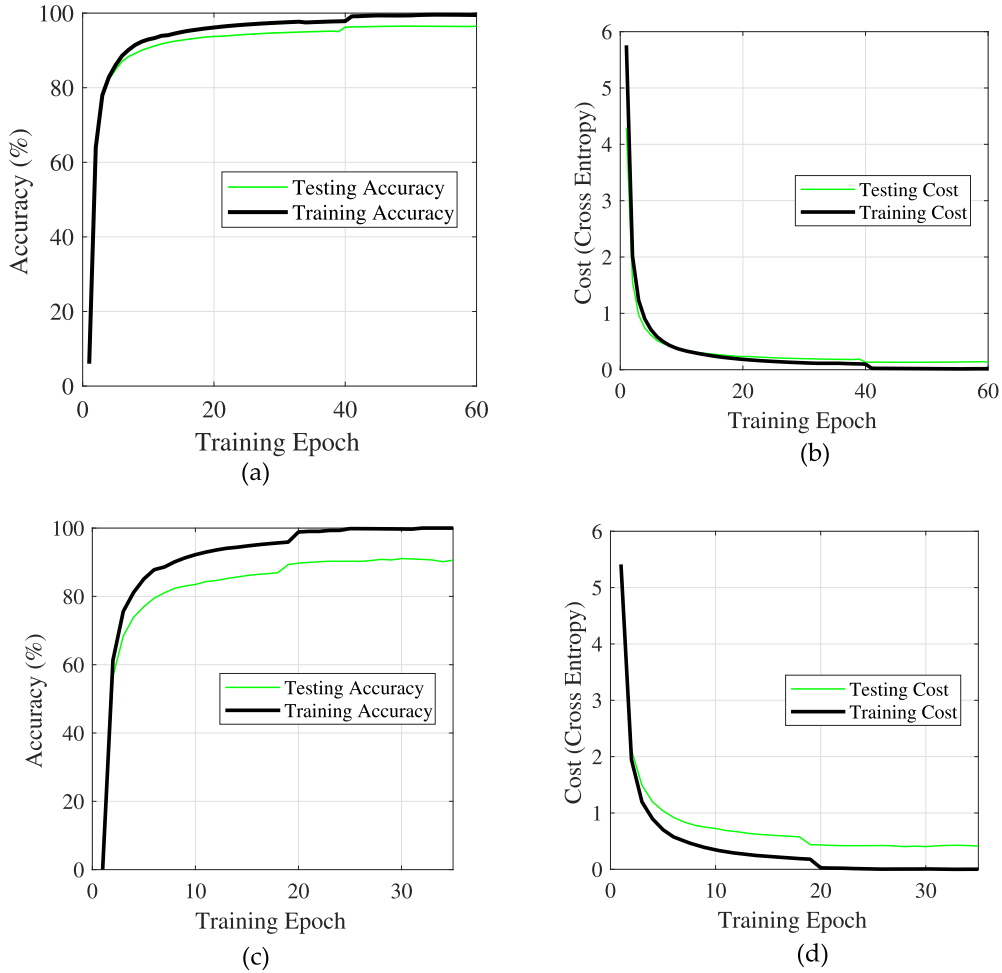 100
80
60
40
20
0
Accuracy (%)
Testing Accuracy
Training Accuracy
0 20 40 60
Training Epoch
(a)
6
5
4
3
2
1
0
Cost (Cross Entropy)
Testing Cost
Training Cost
0 20 40 60
Training Epoch
(b)
100
80
60
40
20
0
Accuracy (%)
Testing Accuracy
Training Accuracy
0 10 20 30
Training Epoch
(c)
6
5
4
3
2
1
0
Cost (Cross Entropy)
Testing Cost
Training Cost
0 10 20 30
Training Epoch
(d)